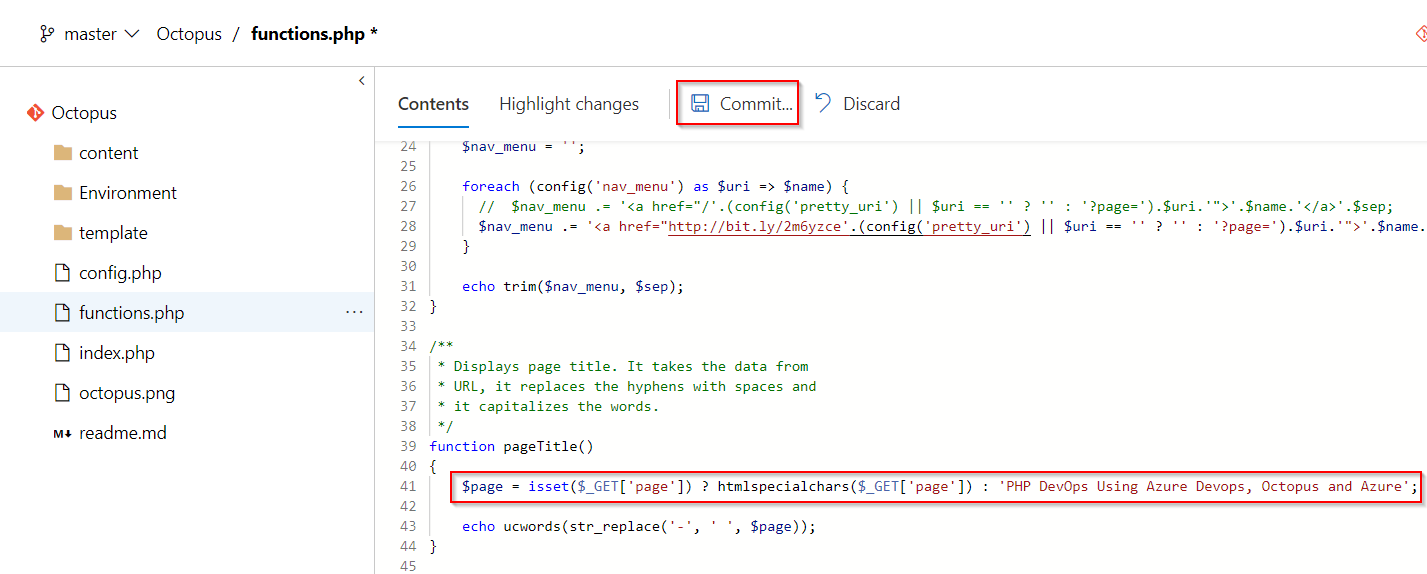 master Octopus / functions.php *
Octopus
content
Environment
template
config.php
functions.php ...
index.php
octopus.png
M↓ readme.md
Contents Highlight changes Commit... Discard
24 $nav_menu = '';
25
26 foreach (config('nav_menu') as $uri => $name) {
27 // $nav_menu .= '<a href="/'.(config('pretty_uri') || $uri == '' ? '' : '?page=').$uri.'">'.$name.'</a>'.$sep;
28 $nav_menu .= '<a href="http://bit.ly/2m6yzce'.(config('pretty_uri') || $uri == '' ? '' : '?page=').$uri.'">'.$name.
29 }
30
31 echo trim($nav_menu, $sep);
32 }
33
34 /**
35 * Displays page title. It takes the data from
36 * URL, it replaces the hyphens with spaces and
37 * it capitalizes the words.
38 */
39 function pageTitle()
40 {
41 $page = isset($_GET['page']) ? htmlspecialchars($_GET['page']) : 'PHP DevOps Using Azure Devops, Octopus and Azure';
42
43 echo ucwords(str_replace('-', ' ', $page));
44 }
45